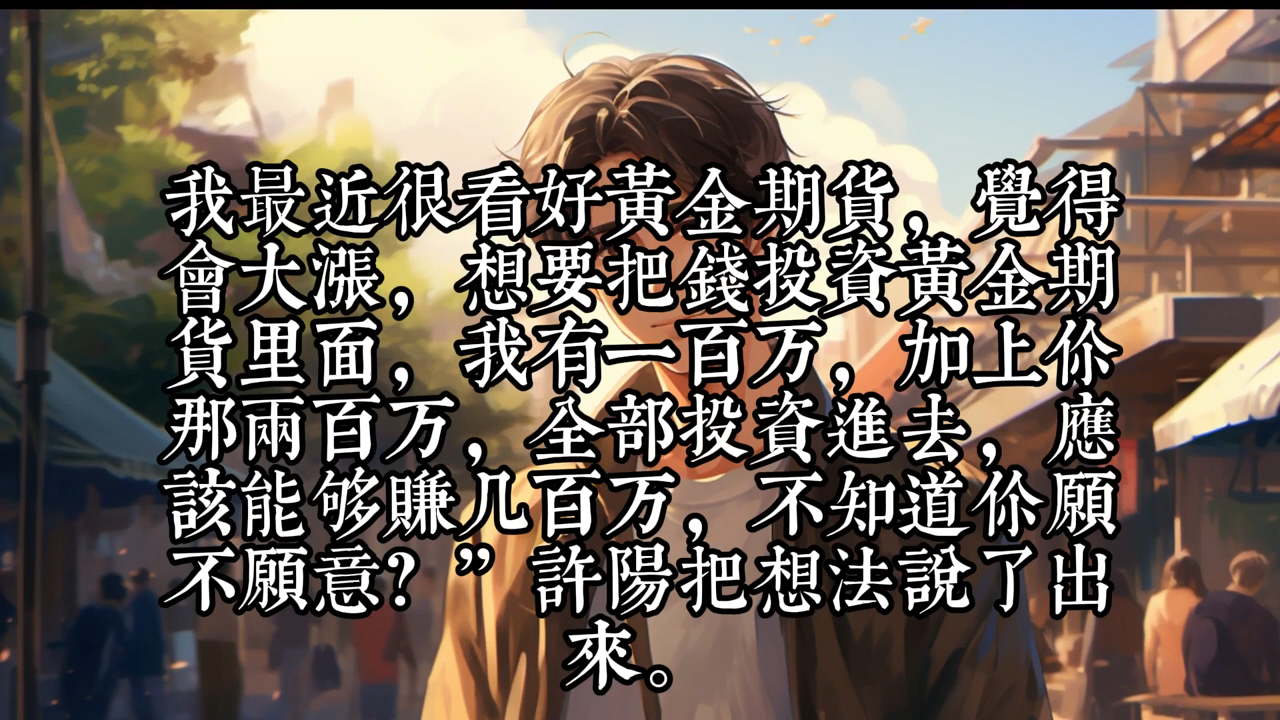 我最近很看好黃金期貨，覺得
會大漲，想要把錢投資黃金期
貨里面，我有一百万，加上你
那兩百万，全部投資進去，應
該能够賺几百万，不知道你願
不願意？”許陽把想法說了出
來。